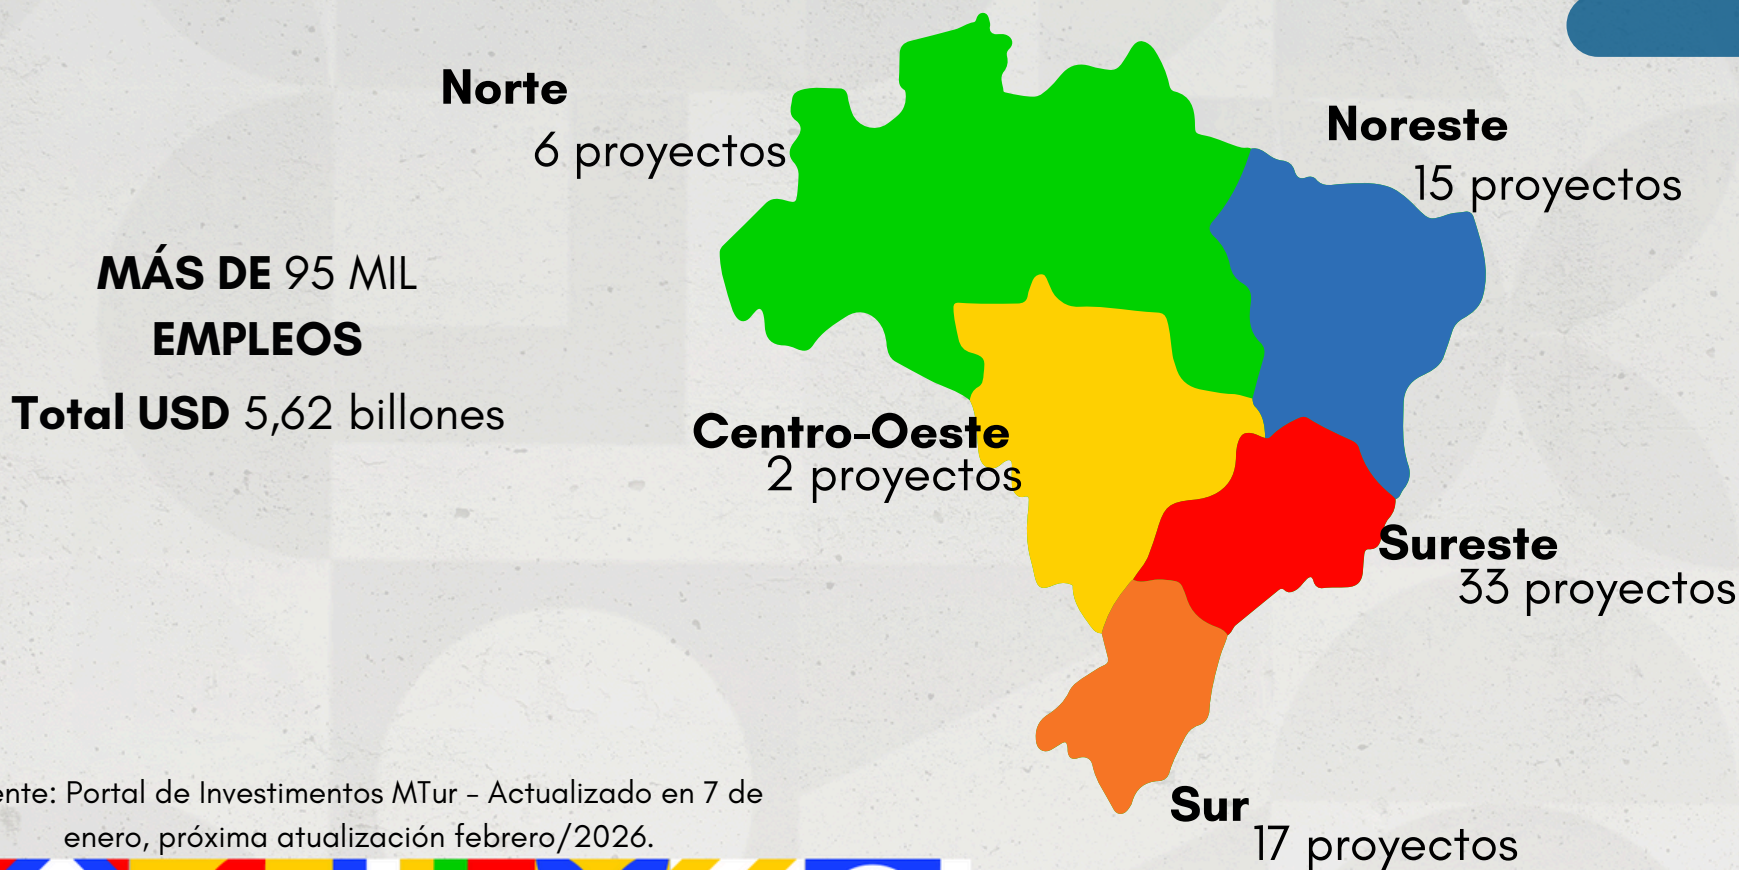 Norte
6 proyectos
Noreste
15 proyectos
MÁS DE 95 MIL
EMPLEOS
Total USD 5,62 billones
Centro-Oeste
2 proyectos
Sureste
33 proyectos
Sur
17 proyectos
ente: Portal de Investimentos MTur - Actualizado en 7 de
enero, próxima atualización febrero/2026.